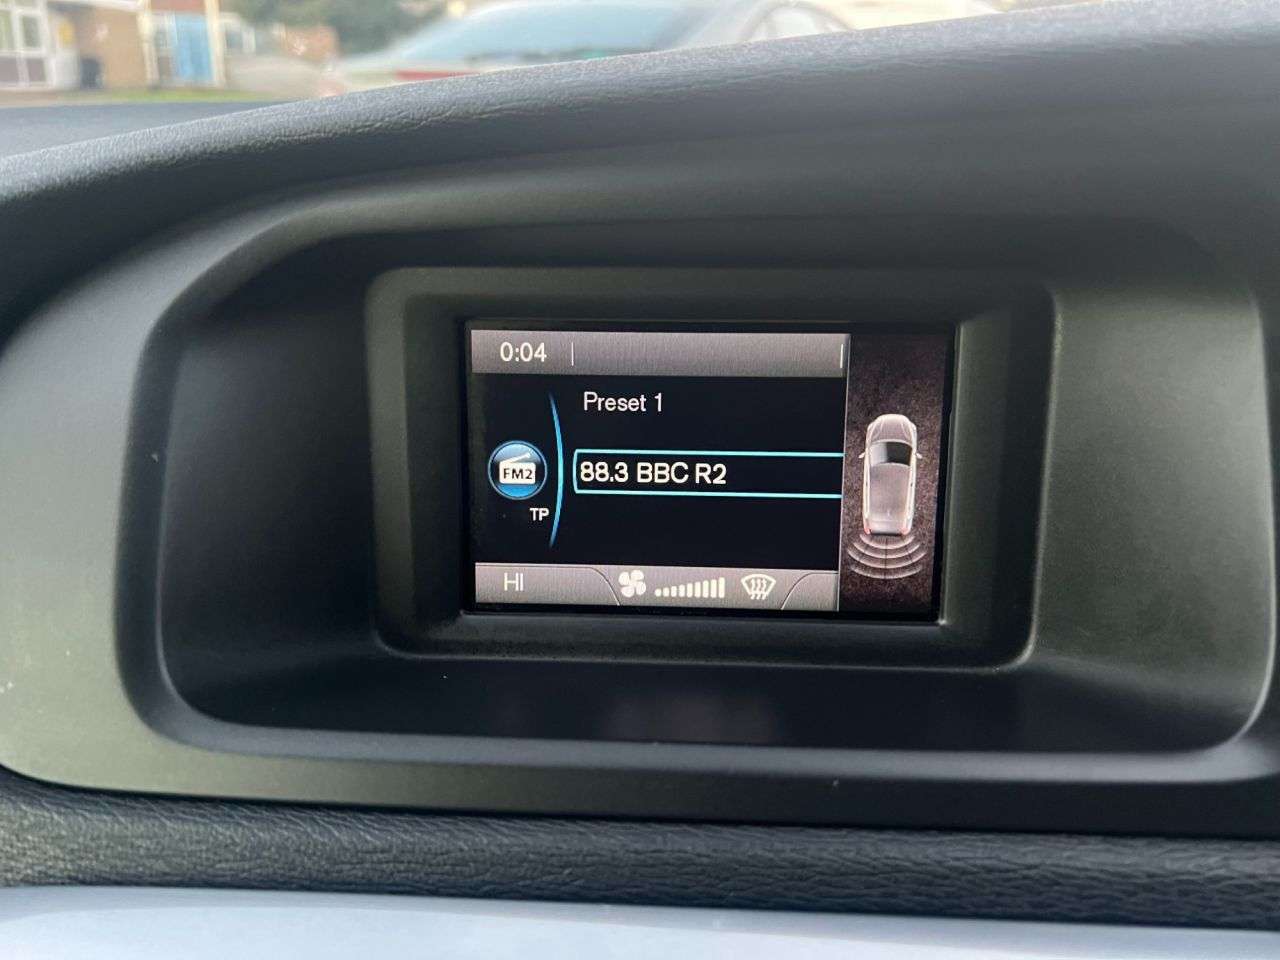 0:04
Preset 1
FM2
88.3 BBC R2
TP
HI